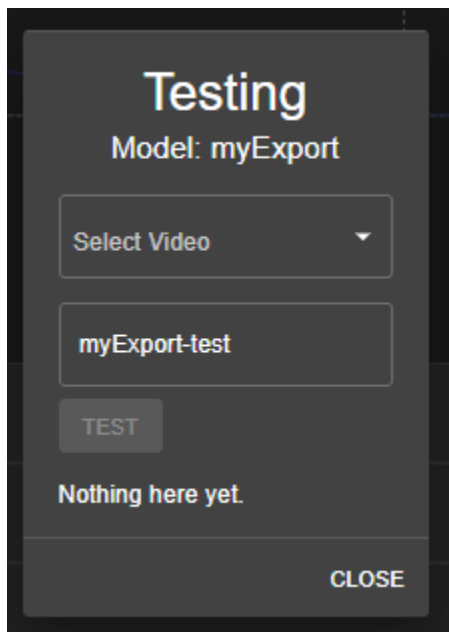 Testing
Model: myExport
Select Video
myExport-test
TEST
Nothing here yet.
CLOSE